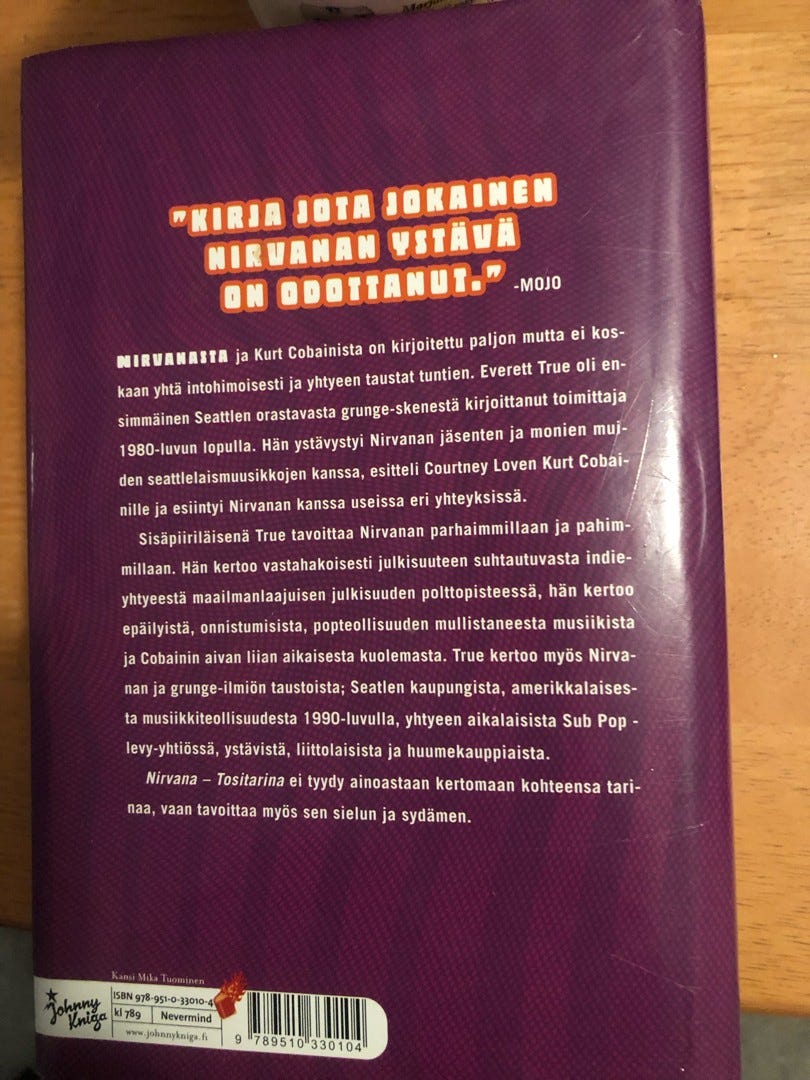 "KIRJA JOTA JOKAINEN
NIRVANAN YSTÄVÄ
ON ODOTTANUT." -MOJO
NIRVANASTA ja Kurt Cobainista on kirjoitettu paljon mutta ei kos-
kaan yhtä intohimoisesti ja yhtyeen taustat tuntien. Everett True oli en-
simmäinen Seattlen orastavasta grunge-skenestä kirjoittanut toimittaja
1980-luvun lopulla. Hän ystävystyi Nirvanan jäsenten ja monien mui-
den seattlelaismuusikkojen kanssa, esitteli Courtney Loven Kurt Cobai-
nille ja esiintyi Nirvanan kanssa useissa eri yhteyksissä.
Sisäpiiriläisenä True tavoittaa Nirvanan parhaimmillaan ja pahim-
millaan. Hän kertoo vastahakoisesti julkisuuteen suhtautuvasta indie-
yhtyeestä maailmanlaajuisen julkisuuden polttopisteessä, hän kertoo
epäilyistä, onnistumisista, popteollisuuden mullistaneesta musiikista
ja Cobainin aivan liian aikaisesta kuolemasta. True kertoo myös Nirva-
nan ja grunge-ilmiön taustoista; Seatlen kaupungista, amerikkalaises-
ta musiikkiteollisuudesta 1990-luvulla, yhtyeen aikalaisista Sub Pop -
levy-yhtiössä, ystävistä, liittolaisista ja huumekauppiaista.
Nirvana – Tositarina ei tyydy ainoastaan kertomaan kohteensa tari-
naa, vaan tavoittaa myös sen sielun ja sydämen.
Kansi Mika Tuominen
Johnny
Kniga
ISBN 978-951-0-33010-4
kl 789 Nevermind
www.johnnykniga.fi
9 789510 330104